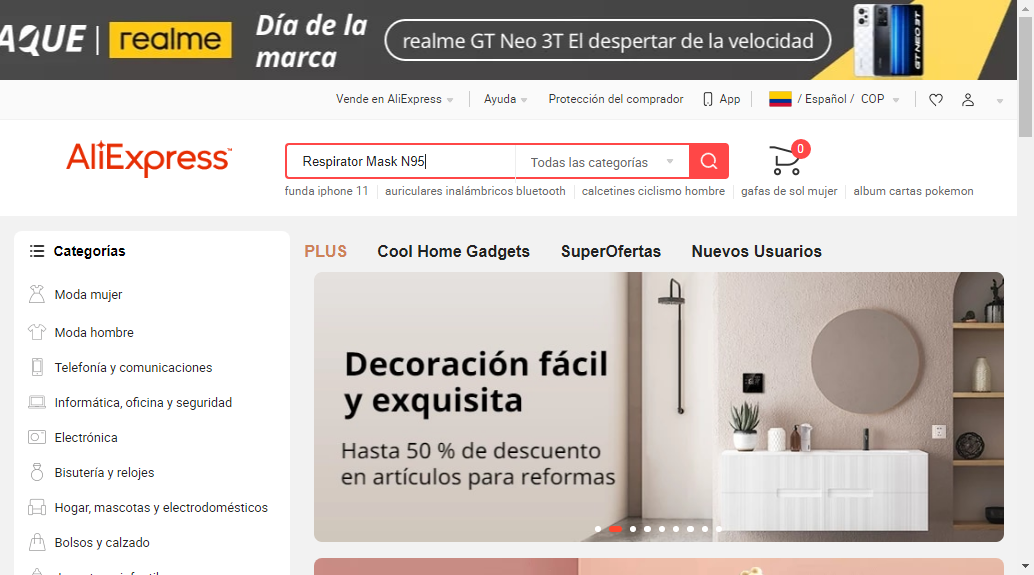 AQUE | realme
Día de la
marca
realme GT Neo 3T El despertar de la velocidad
GT NEO 3T
Vende en AliExpress
Ayuda
Protección del comprador
App
/ Español / COP
AliExpress™
Respirator Mask N95
Todas las categorías
0
funda iphone 11
auriculares inalámbricos bluetooth
calcetines ciclismo hombre
gafas de sol mujer
album cartas pokemon
Categorías
PLUS
Cool Home Gadgets
SuperOfertas
Nuevos Usuarios
Moda mujer
Moda hombre
Telefonía y comunicaciones
Informática, oficina y seguridad
Electrónica
Bisutería y relojes
Hogar, mascotas y electrodomésticos
Bolsos y calzado
Decoración fácil
y exquisita
Hasta 50 % de descuento
en artículos para reformas